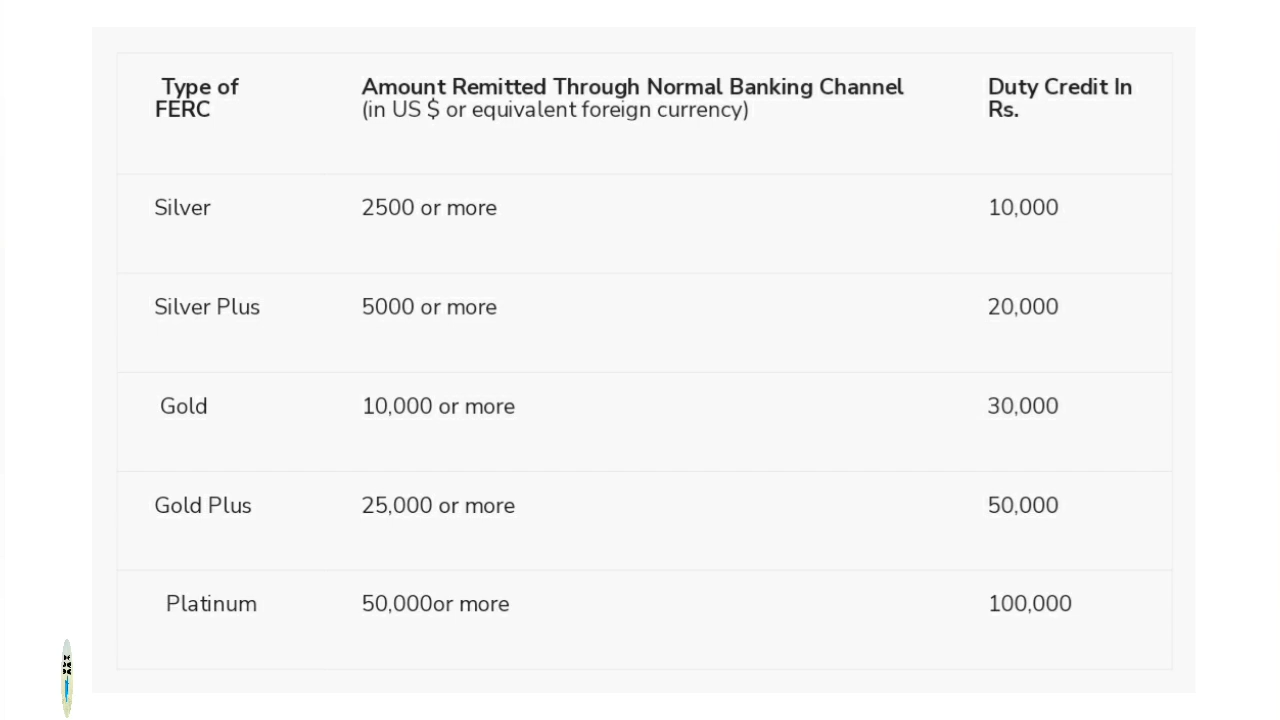 Type of FERC
Amount Remitted Through Normal Banking Channel
(in US $ or equivalent foreign currency)
Duty Credit In Rs.
Silver 2500 or more 10,000
Silver Plus 5000 or more 20,000
Gold 10,000 or more 30,000
Gold Plus 25,000 or more 50,000
Platinum 50,000or more 100,000